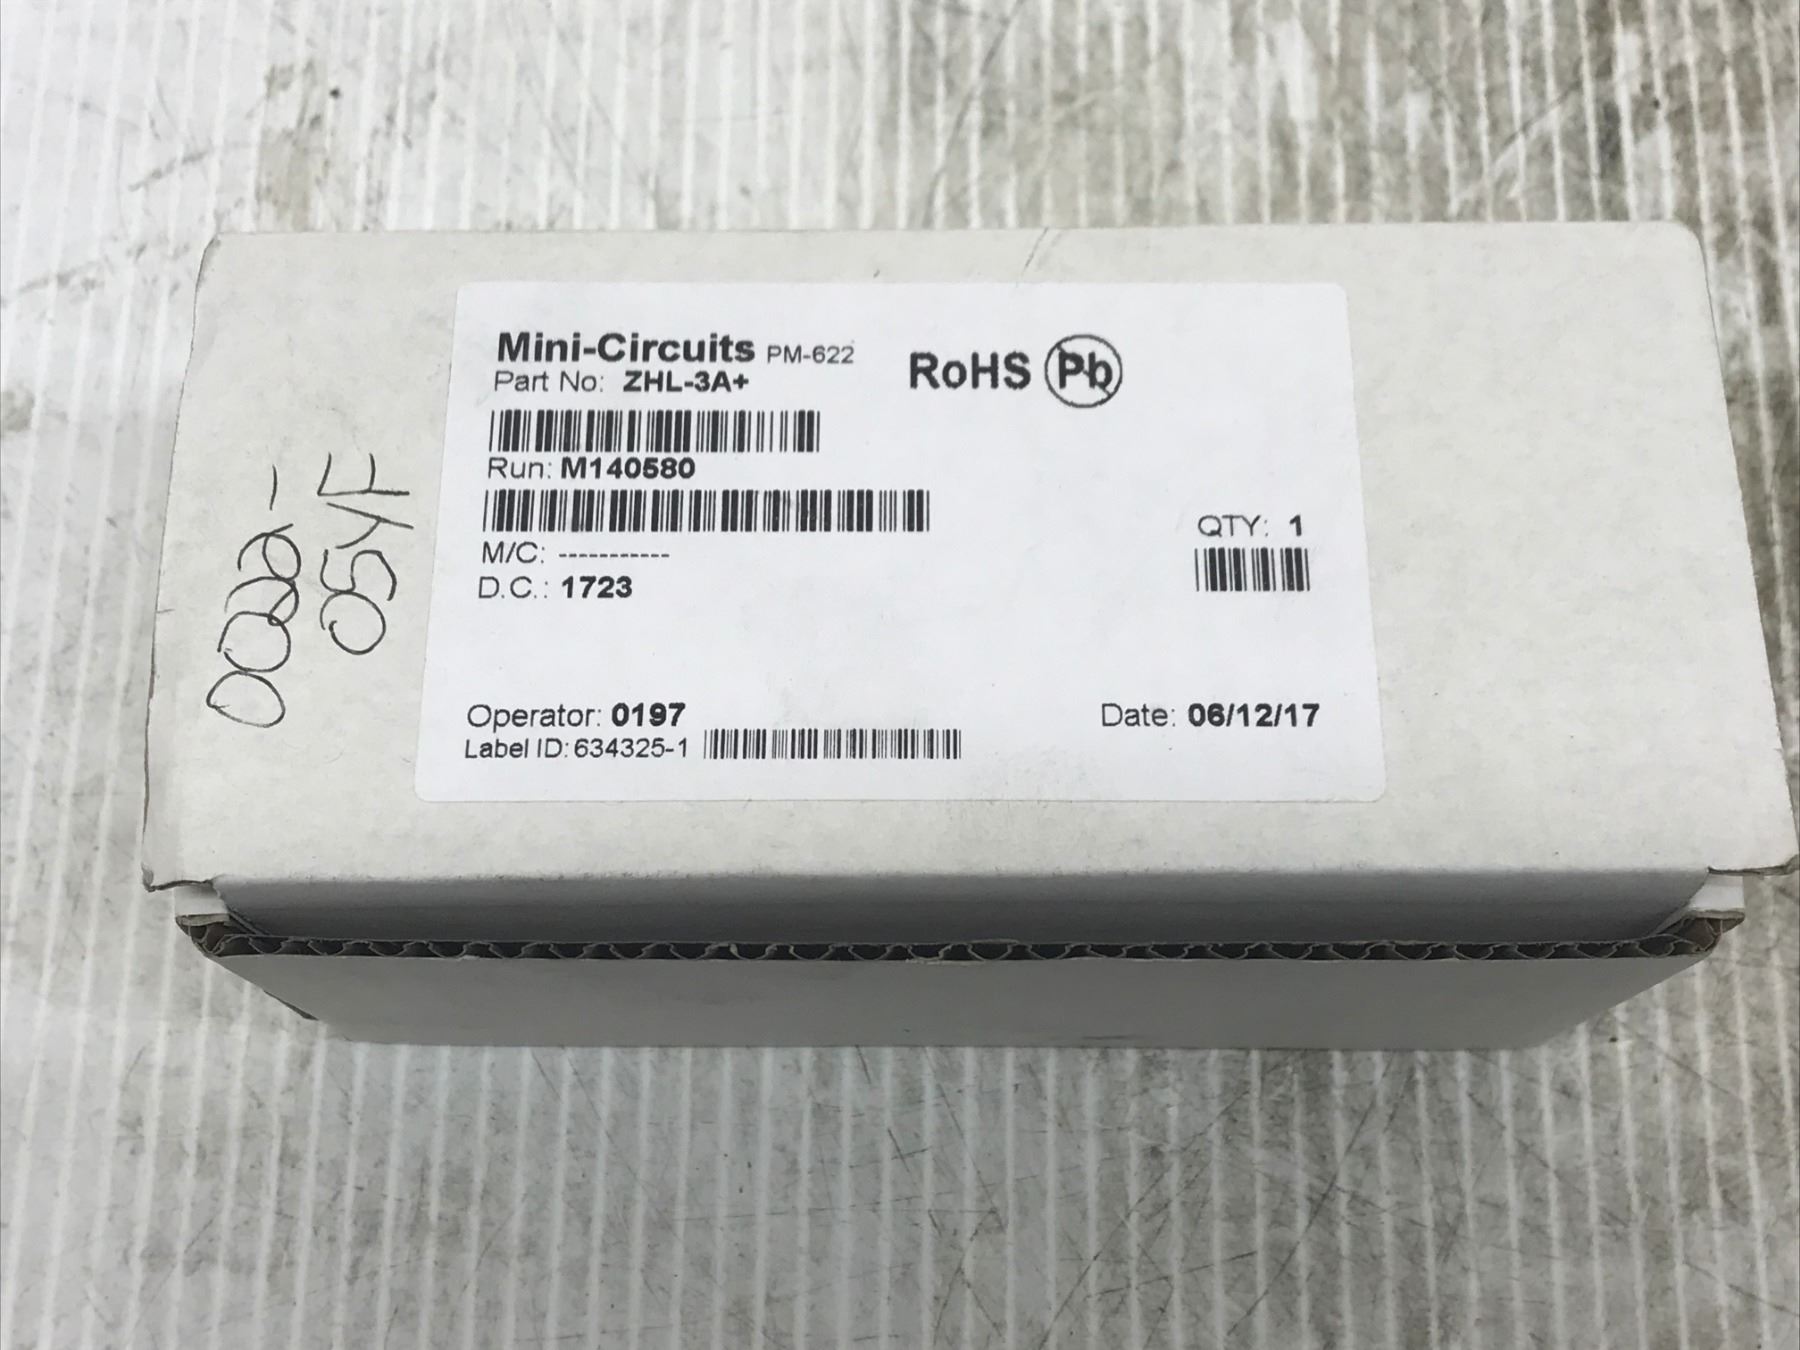 Mini-Circuits PM-622
Part No: ZHL-3A+
RoHS Pb
Run: M140580
M/C: -----------
D.C.: 1723
QTY: 1
Operator: 0197
Date: 06/12/17
Label ID: 634325-1
05YF